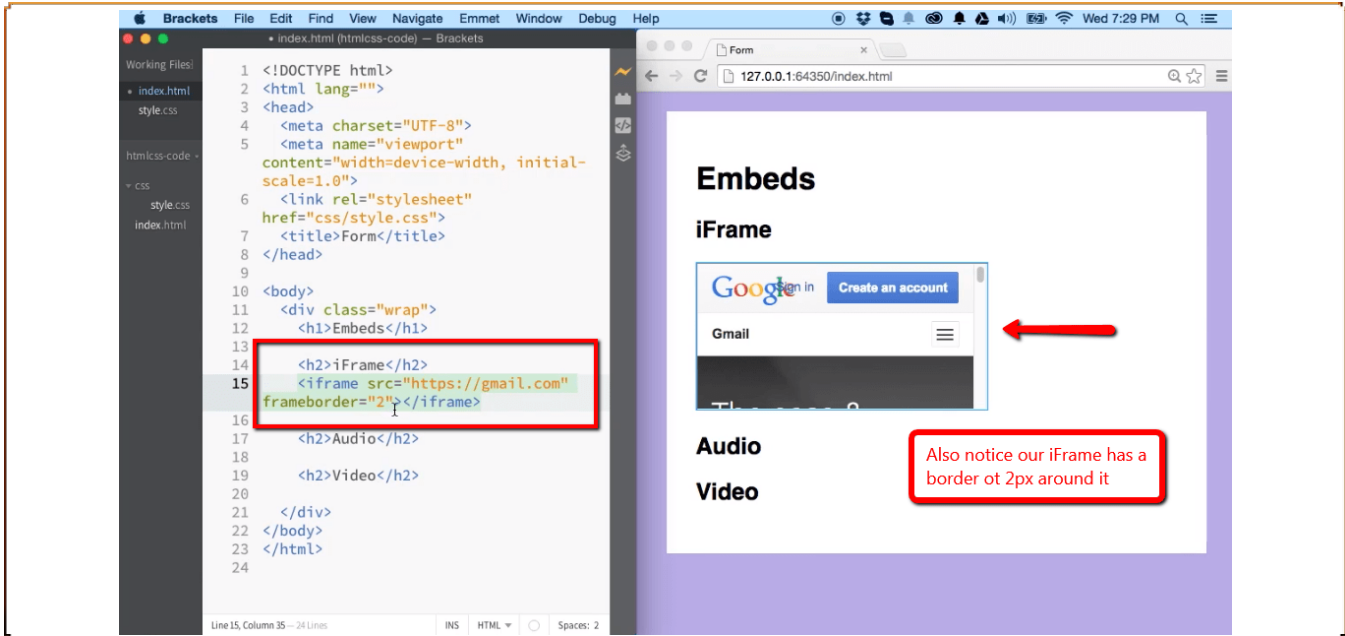 Brackets File Edit Find View Navigate Emmet Window Debug Help
Wed 7:29 PM
• index.html (htmlcss-code) — Brackets
Working Files
• index.html
style.css
htmlcss-code
css
style.css
index.html
1 <!DOCTYPE html>
2 <html lang="">
3 <head>
4 <meta charset="UTF-8">
5 <meta name="viewport"
content="width=device-width, initial-
scale=1.0">
6 <link rel="stylesheet"
href="css/style.css">
7 <title>Form</title>
8 </head>
9
10 <body>
11 <div class="wrap">
12 <h1>Embeds</h1>
13
14 <h2>iFrame</h2>
15 <iframe src="https://gmail.com"
frameborder="2"></iframe>
16
17 <h2>Audio</h2>
18
19 <h2>Video</h2>
20
21 </div>
22 </body>
23 </html>
24
Line 15, Column 35 — 24 Lines
INS HTML Spaces: 2
Form
127.0.0.1:64350/index.html
Embeds
iFrame
Google Sign in Create an account
Gmail
Audio
Video
Also notice our iFrame has a
border ot 2px around it